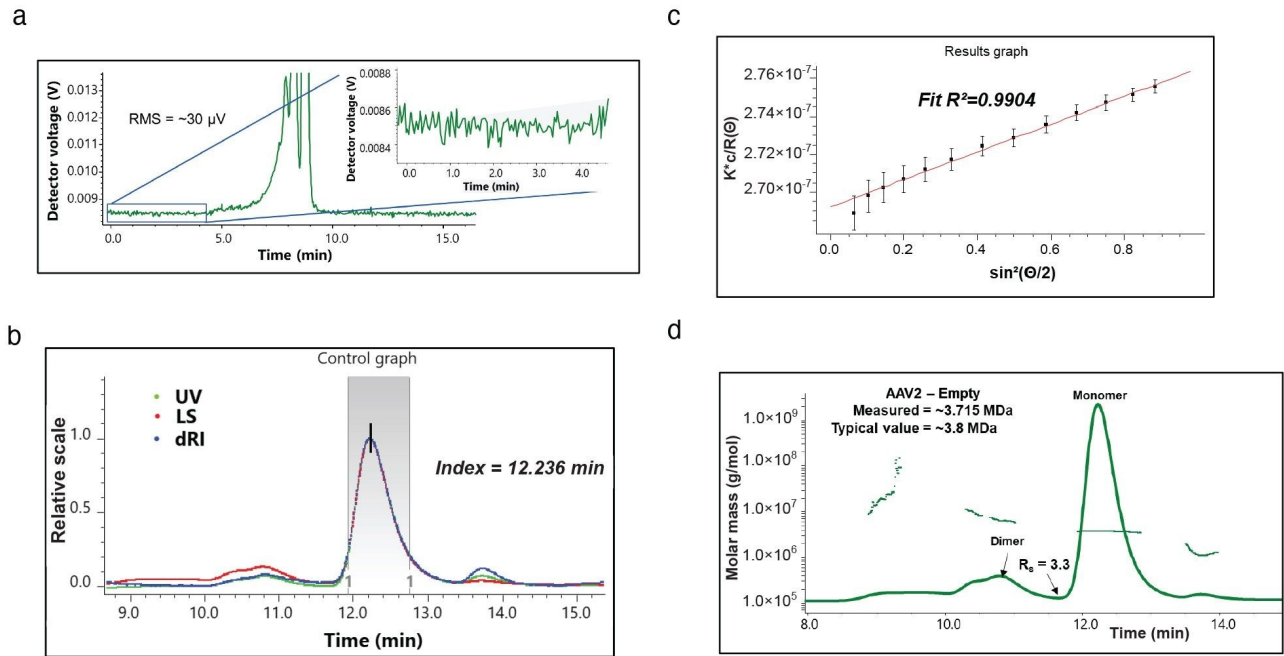 a
Detector voltage (V)
0.013
0.012
0.011
0.010
0.009
RMS = ~30 µV
0.0 5.0 10.0 15.0
Time (min)
Detector voltage (V)
0.0088
0.0086
0.0084
0.0 1.0 2.0 3.0 4.0
Time (min)
b
Control graph
UV
LS
dRI
Index = 12.236 min
Relative scale
1.0
0.5
0.0
1 1
9.0 10.0 11.0 12.0 13.0 14.0 15.0
Time (min)
c
Results graph
Fit R²=0.9904
K*c/R(Θ)
2.76×10⁻⁷
2.74×10⁻⁷
2.72×10⁻⁷
2.70×10⁻⁷
0.0 0.2 0.4 0.6 0.8
sin²(Θ/2)
d
AAV2 – Empty
Measured = ~3.715 MDa
Typical value = ~3.8 MDa
Monomer
Dimer
Rs = 3.3
Molar mass (g/mol)
1.0×10⁹
1.0×10⁸
1.0×10⁷
1.0×10⁶
1.0×10⁵
8.0 10.0 12.0 14.0
Time (min)